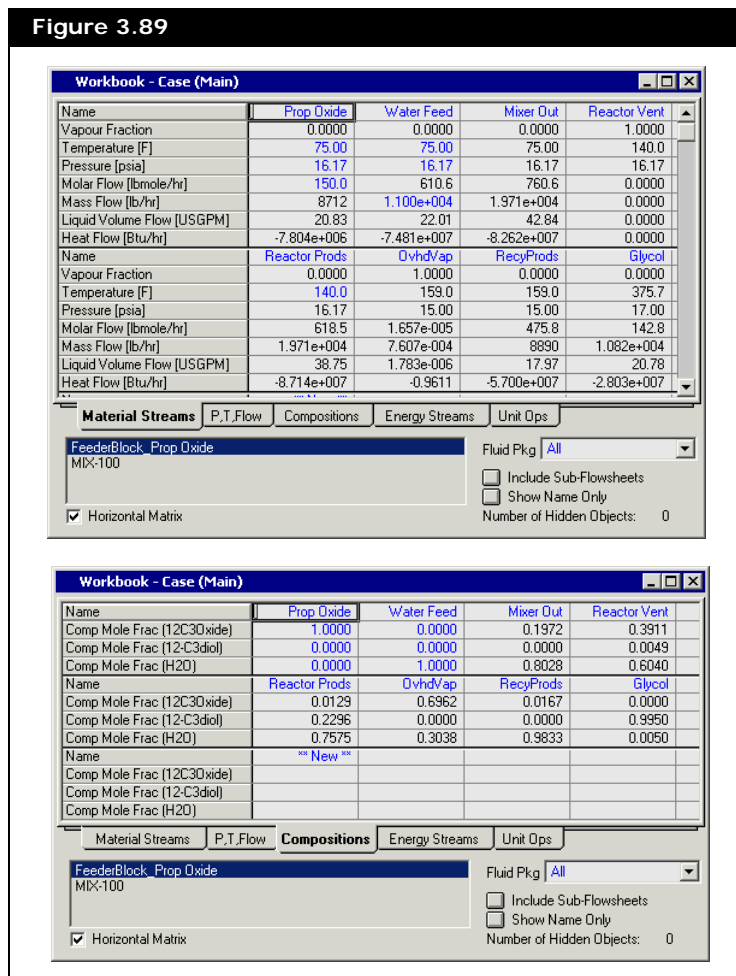 Figure 3.89
Workbook - Case (Main)
Name Prop Oxide Water Feed Mixer Out Reactor Vent
Vapour Fraction 0.0000 0.0000 0.0000 1.0000
Temperature [F] 75.00 75.00 75.00 140.0
Pressure [psia] 16.17 16.17 16.17 16.17
Molar Flow [lbmole/hr] 150.0 610.6 760.6 0.0000
Mass Flow [lb/hr] 8712 1.100e+004 1.971e+004 0.0000
Liquid Volume Flow [USGPM] 20.83 22.01 42.84 0.0000
Heat Flow [Btu/hr] -7.804e+006 -7.481e+007 -8.262e+007 0.0000
Name Reactor Prods OvhdVap RecyProds Glycol
Vapour Fraction 0.0000 1.0000 0.0000 0.0000
Temperature [F] 140.0 159.0 159.0 375.7
Pressure [psia] 16.17 15.00 15.00 17.00
Molar Flow [lbmole/hr] 618.5 1.657e-005 475.8 142.8
Mass Flow [lb/hr] 1.971e+004 7.607e-004 8890 1.082e+004
Liquid Volume Flow [USGPM] 38.75 1.783e-006 17.97 20.78
Heat Flow [Btu/hr] -8.714e+007 -0.9611 -5.700e+007 -2.803e+007
Material Streams P,T,Flow Compositions Energy Streams Unit Ops
FeederBlock_Prop Oxide
MIX-100
Fluid Pkg All
Include Sub-Flowsheets
Show Name Only
Horizontal Matrix
Number of Hidden Objects: 0
Workbook - Case (Main)
Name Prop Oxide Water Feed Mixer Out Reactor Vent
Comp Mole Frac (12C3Oxide) 1.0000 0.0000 0.1972 0.3911
Comp Mole Frac (12-C3diol) 0.0000 0.0000 0.0000 0.0049
Comp Mole Frac (H2O) 0.0000 1.0000 0.8028 0.6040
Name Reactor Prods OvhdVap RecyProds Glycol
Comp Mole Frac (12C3Oxide) 0.0129 0.6962 0.0167 0.0000
Comp Mole Frac (12-C3diol) 0.2296 0.0000 0.0000 0.9950
Comp Mole Frac (H2O) 0.7575 0.3038 0.9833 0.0050
Name ** New **
Comp Mole Frac (12C3Oxide)
Comp Mole Frac (12-C3diol)
Comp Mole Frac (H2O)
Material Streams P,T,Flow Compositions Energy Streams Unit Ops
FeederBlock_Prop Oxide
MIX-100
Fluid Pkg All
Include Sub-Flowsheets
Show Name Only
Horizontal Matrix
Number of Hidden Objects: 0